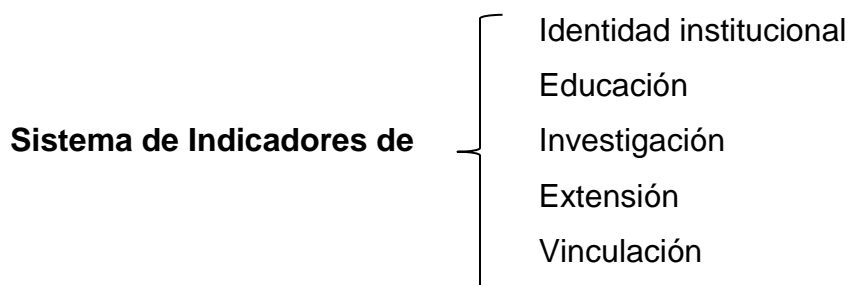 Identidad institucional
Educación
Sistema de Indicadores de
Investigación
Extensión
Vinculación